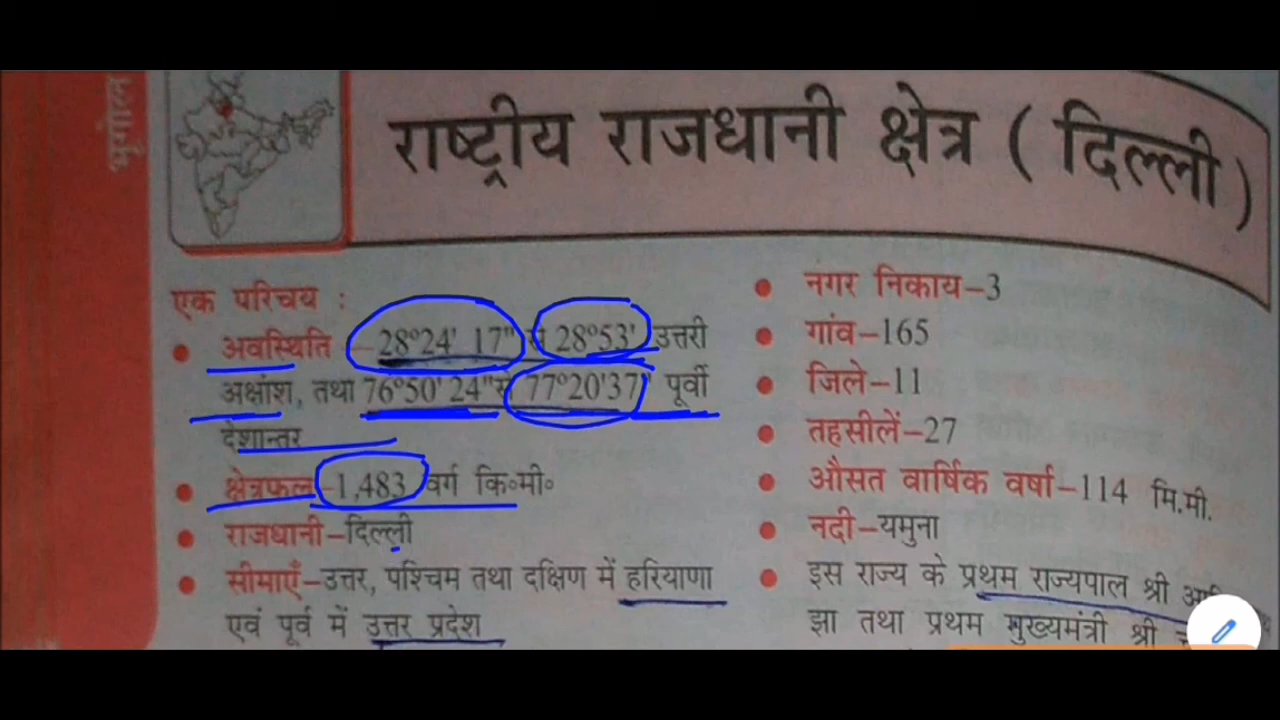 भूगोल
राष्ट्रीय राजधानी क्षेत्र ( दिल्ली )
एक परिचय :
• अवस्थिति –28°24' 17" से 28°53' उत्तरी
अक्षांश, तथा 76°50' 24"से 77°20'37" पूर्वी
देशान्तर
• क्षेत्रफल–1,483 वर्ग कि॰मी॰
• राजधानी–दिल्ली
• सीमाएँ–उत्तर, पश्चिम तथा दक्षिण में हरियाणा
एवं पूर्व में उत्तर प्रदेश
• नगर निकाय–3
• गांव–165
• जिले–11
• तहसीलें–27
• औसत वार्षिक वर्षा–114 मि.मी.
• नदी–यमुना
• इस राज्य के प्रथम राज्यपाल श्री
झा तथा प्रथम मुख्यमंत्री श्री